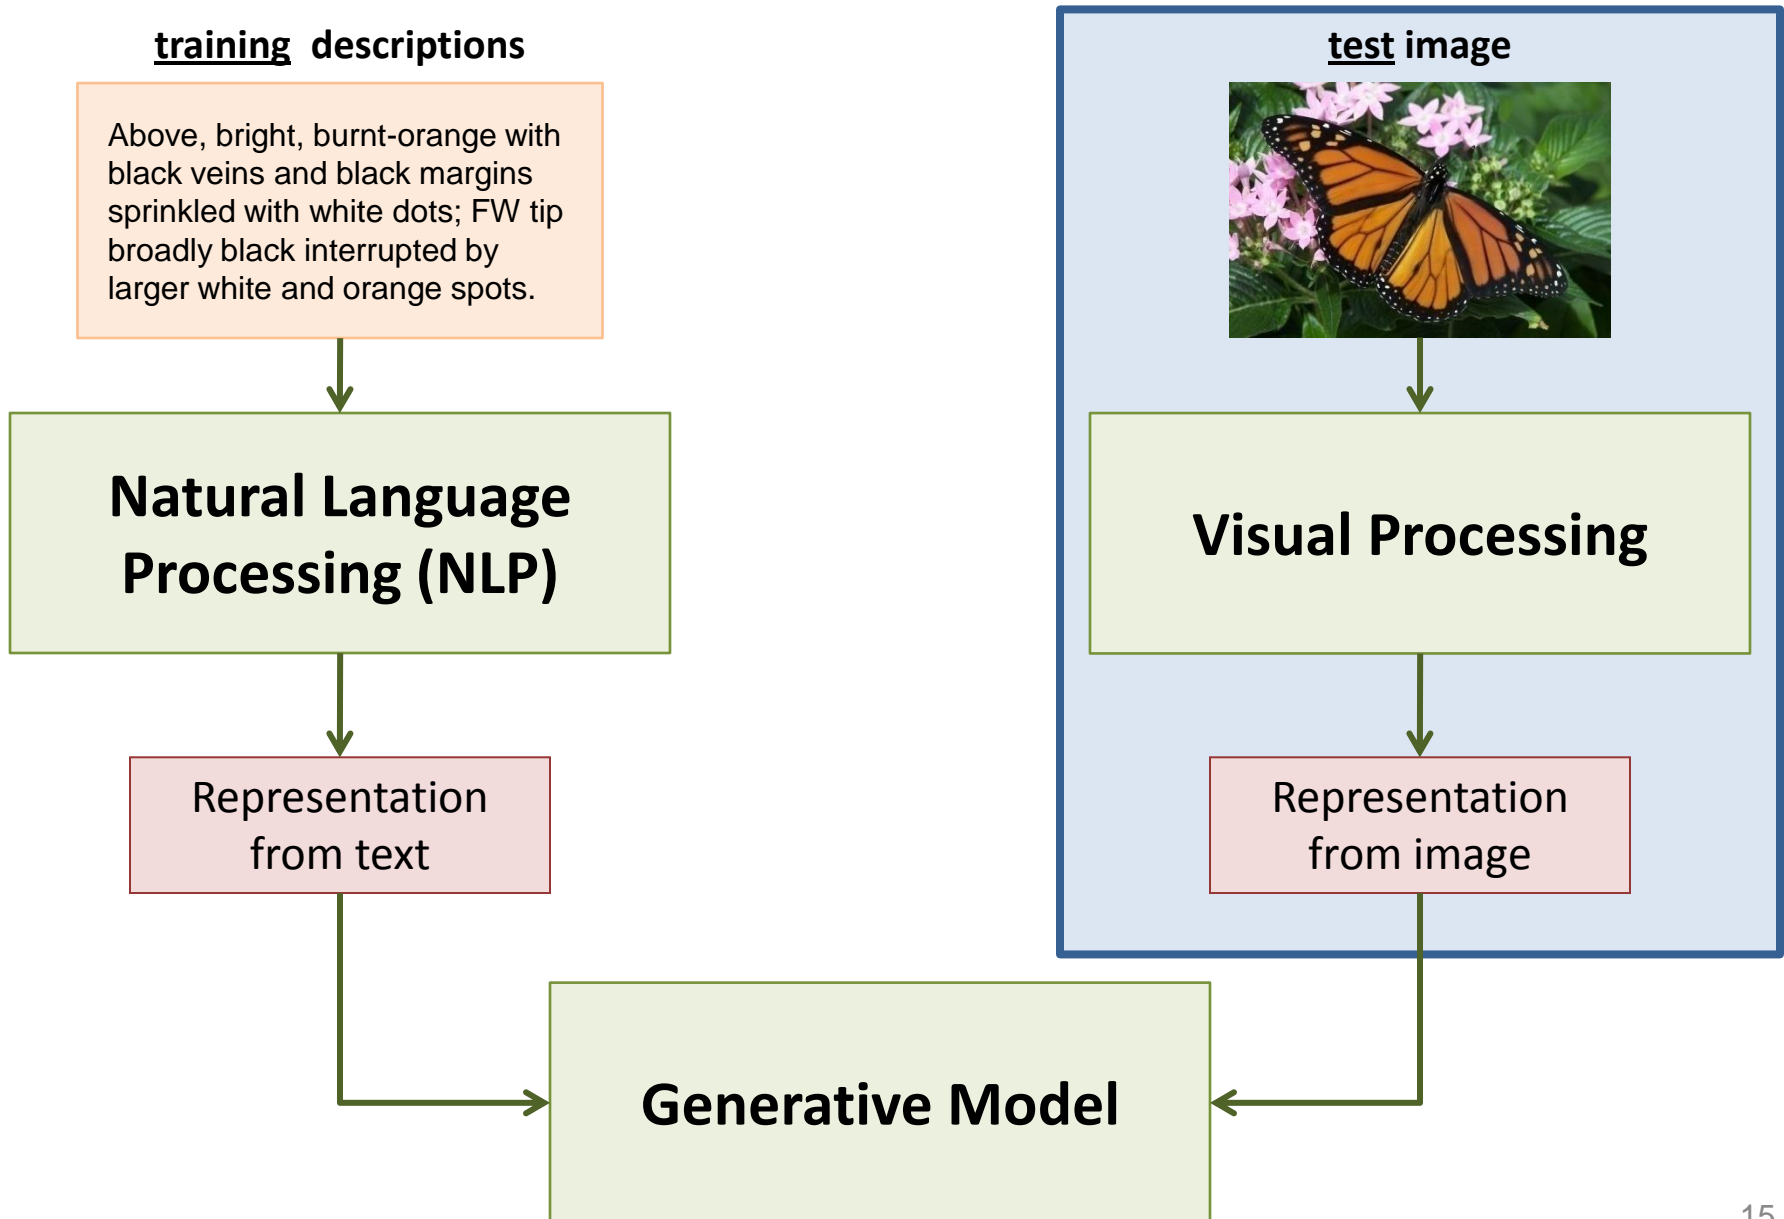 training descriptions
Above, bright, burnt-orange with
black veins and black margins
sprinkled with white dots; FW tip
broadly black interrupted by
larger white and orange spots.
Natural Language
Processing (NLP)
Representation
from text
test image
Visual Processing
Representation
from image
Generative Model
15